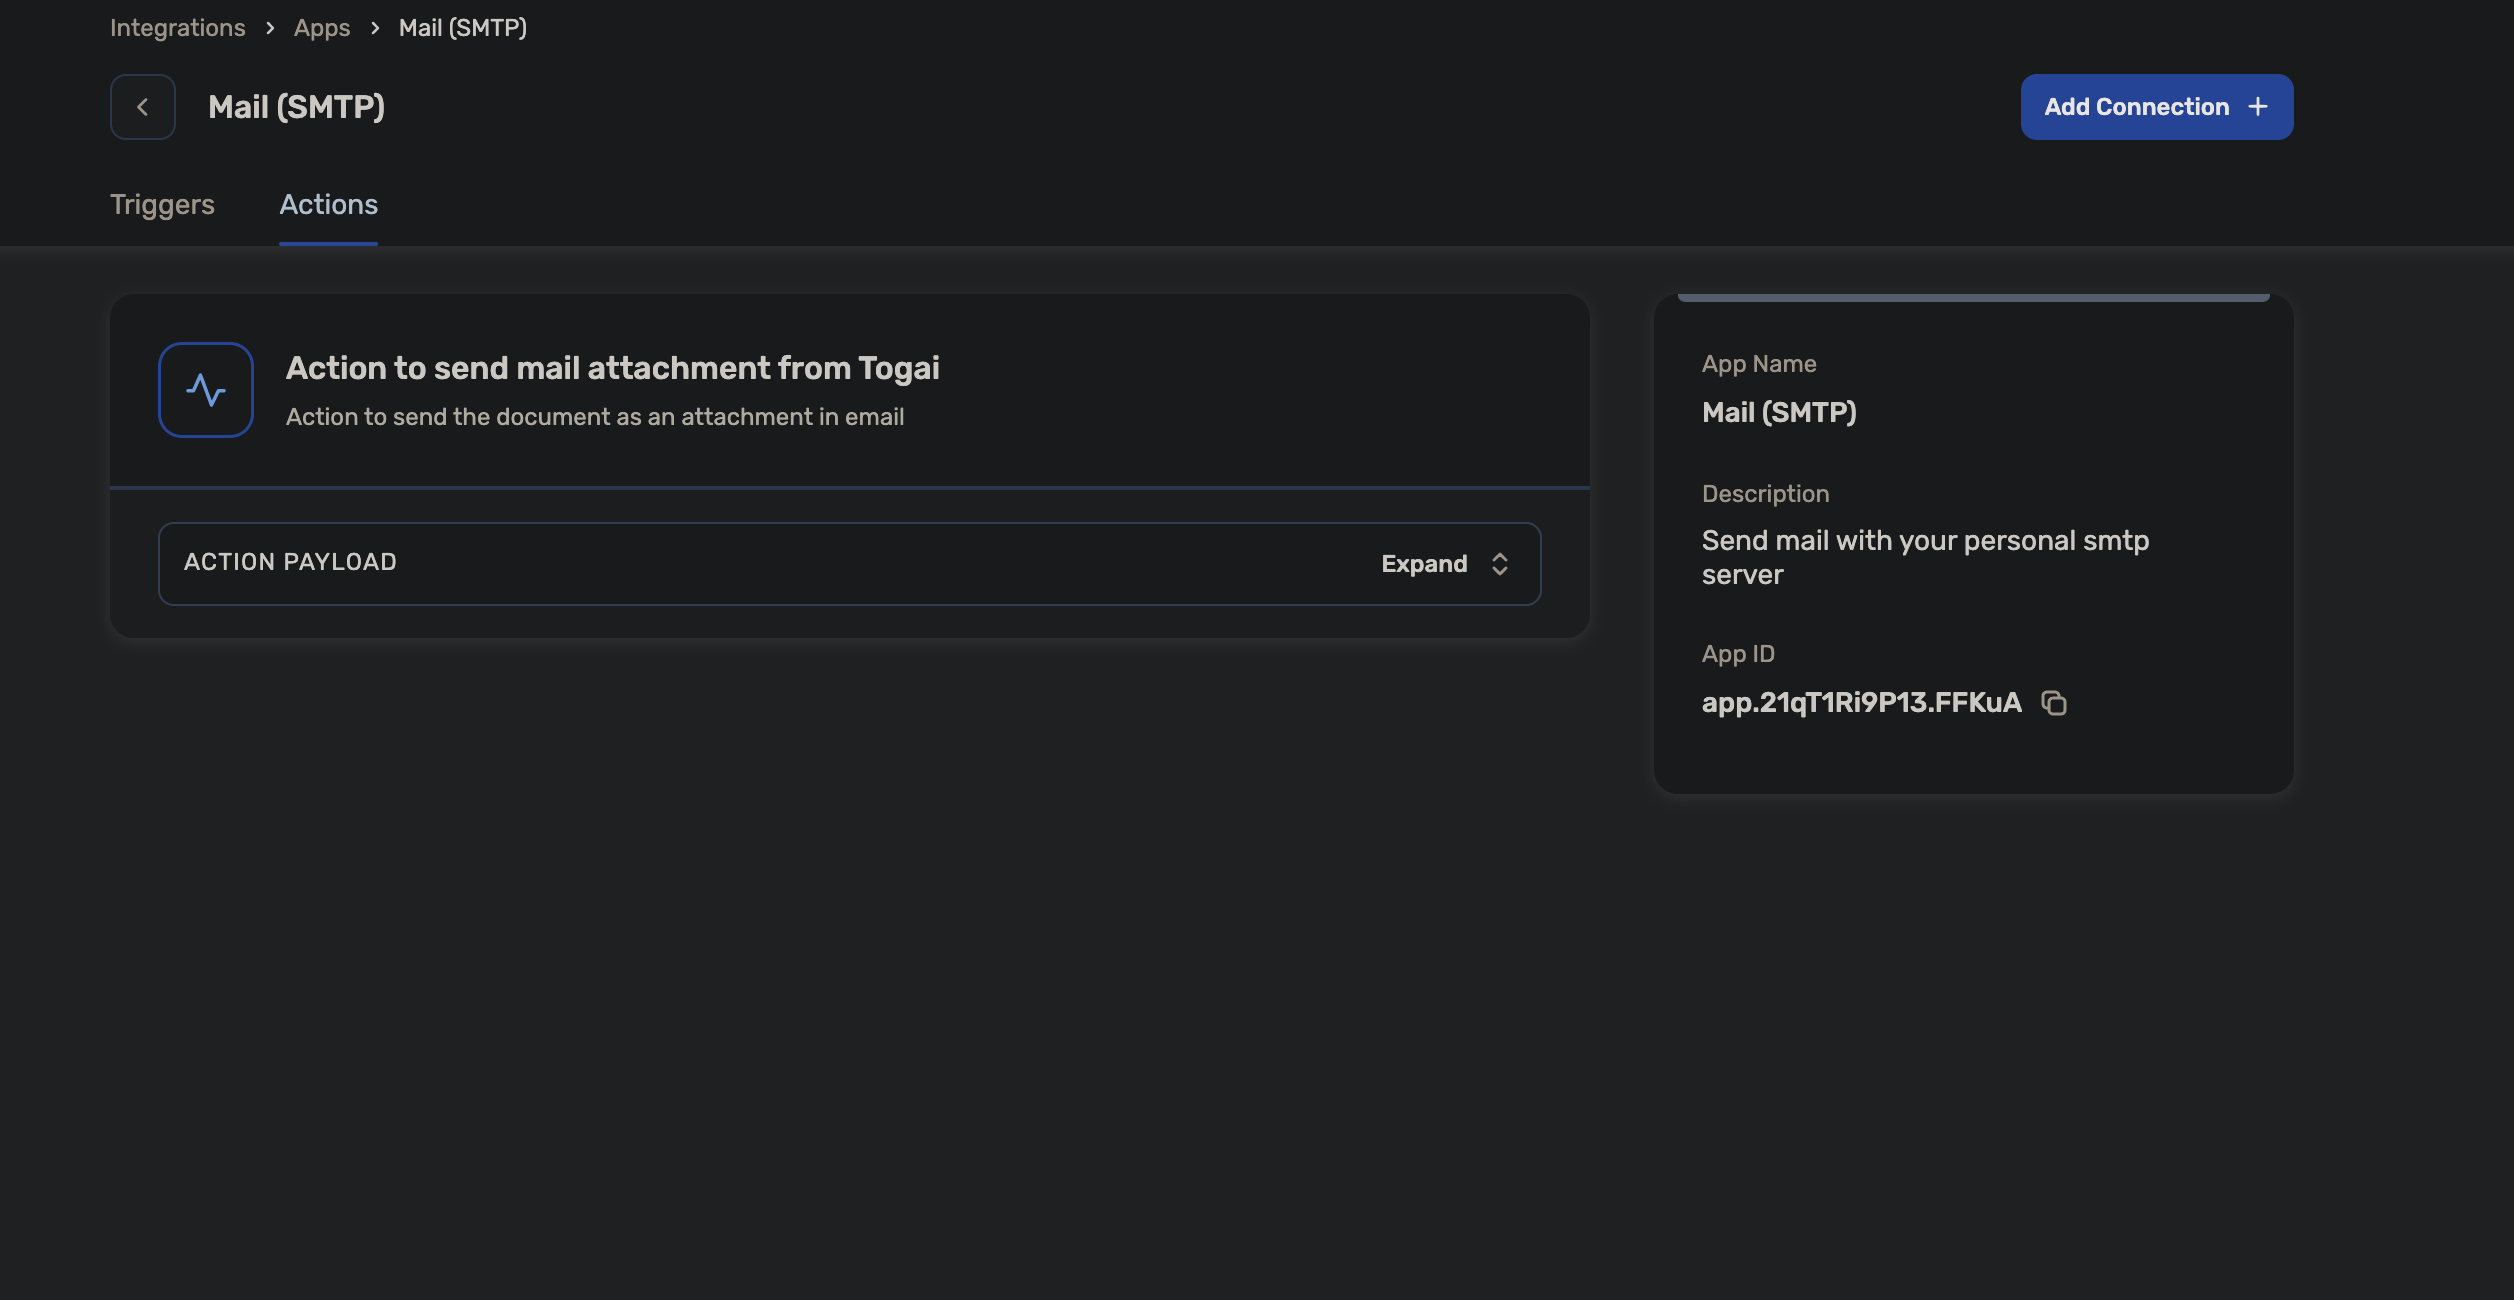 Integrations > Apps > Mail (SMTP)
Mail (SMTP)
Add Connection +
Triggers
Actions
Action to send mail attachment from Togai
Action to send the document as an attachment in email
ACTION PAYLOAD
Expand
App Name
Mail (SMTP)
Description
Send mail with your personal smtp
server
App ID
app.21qT1Ri9P13.FFKuA